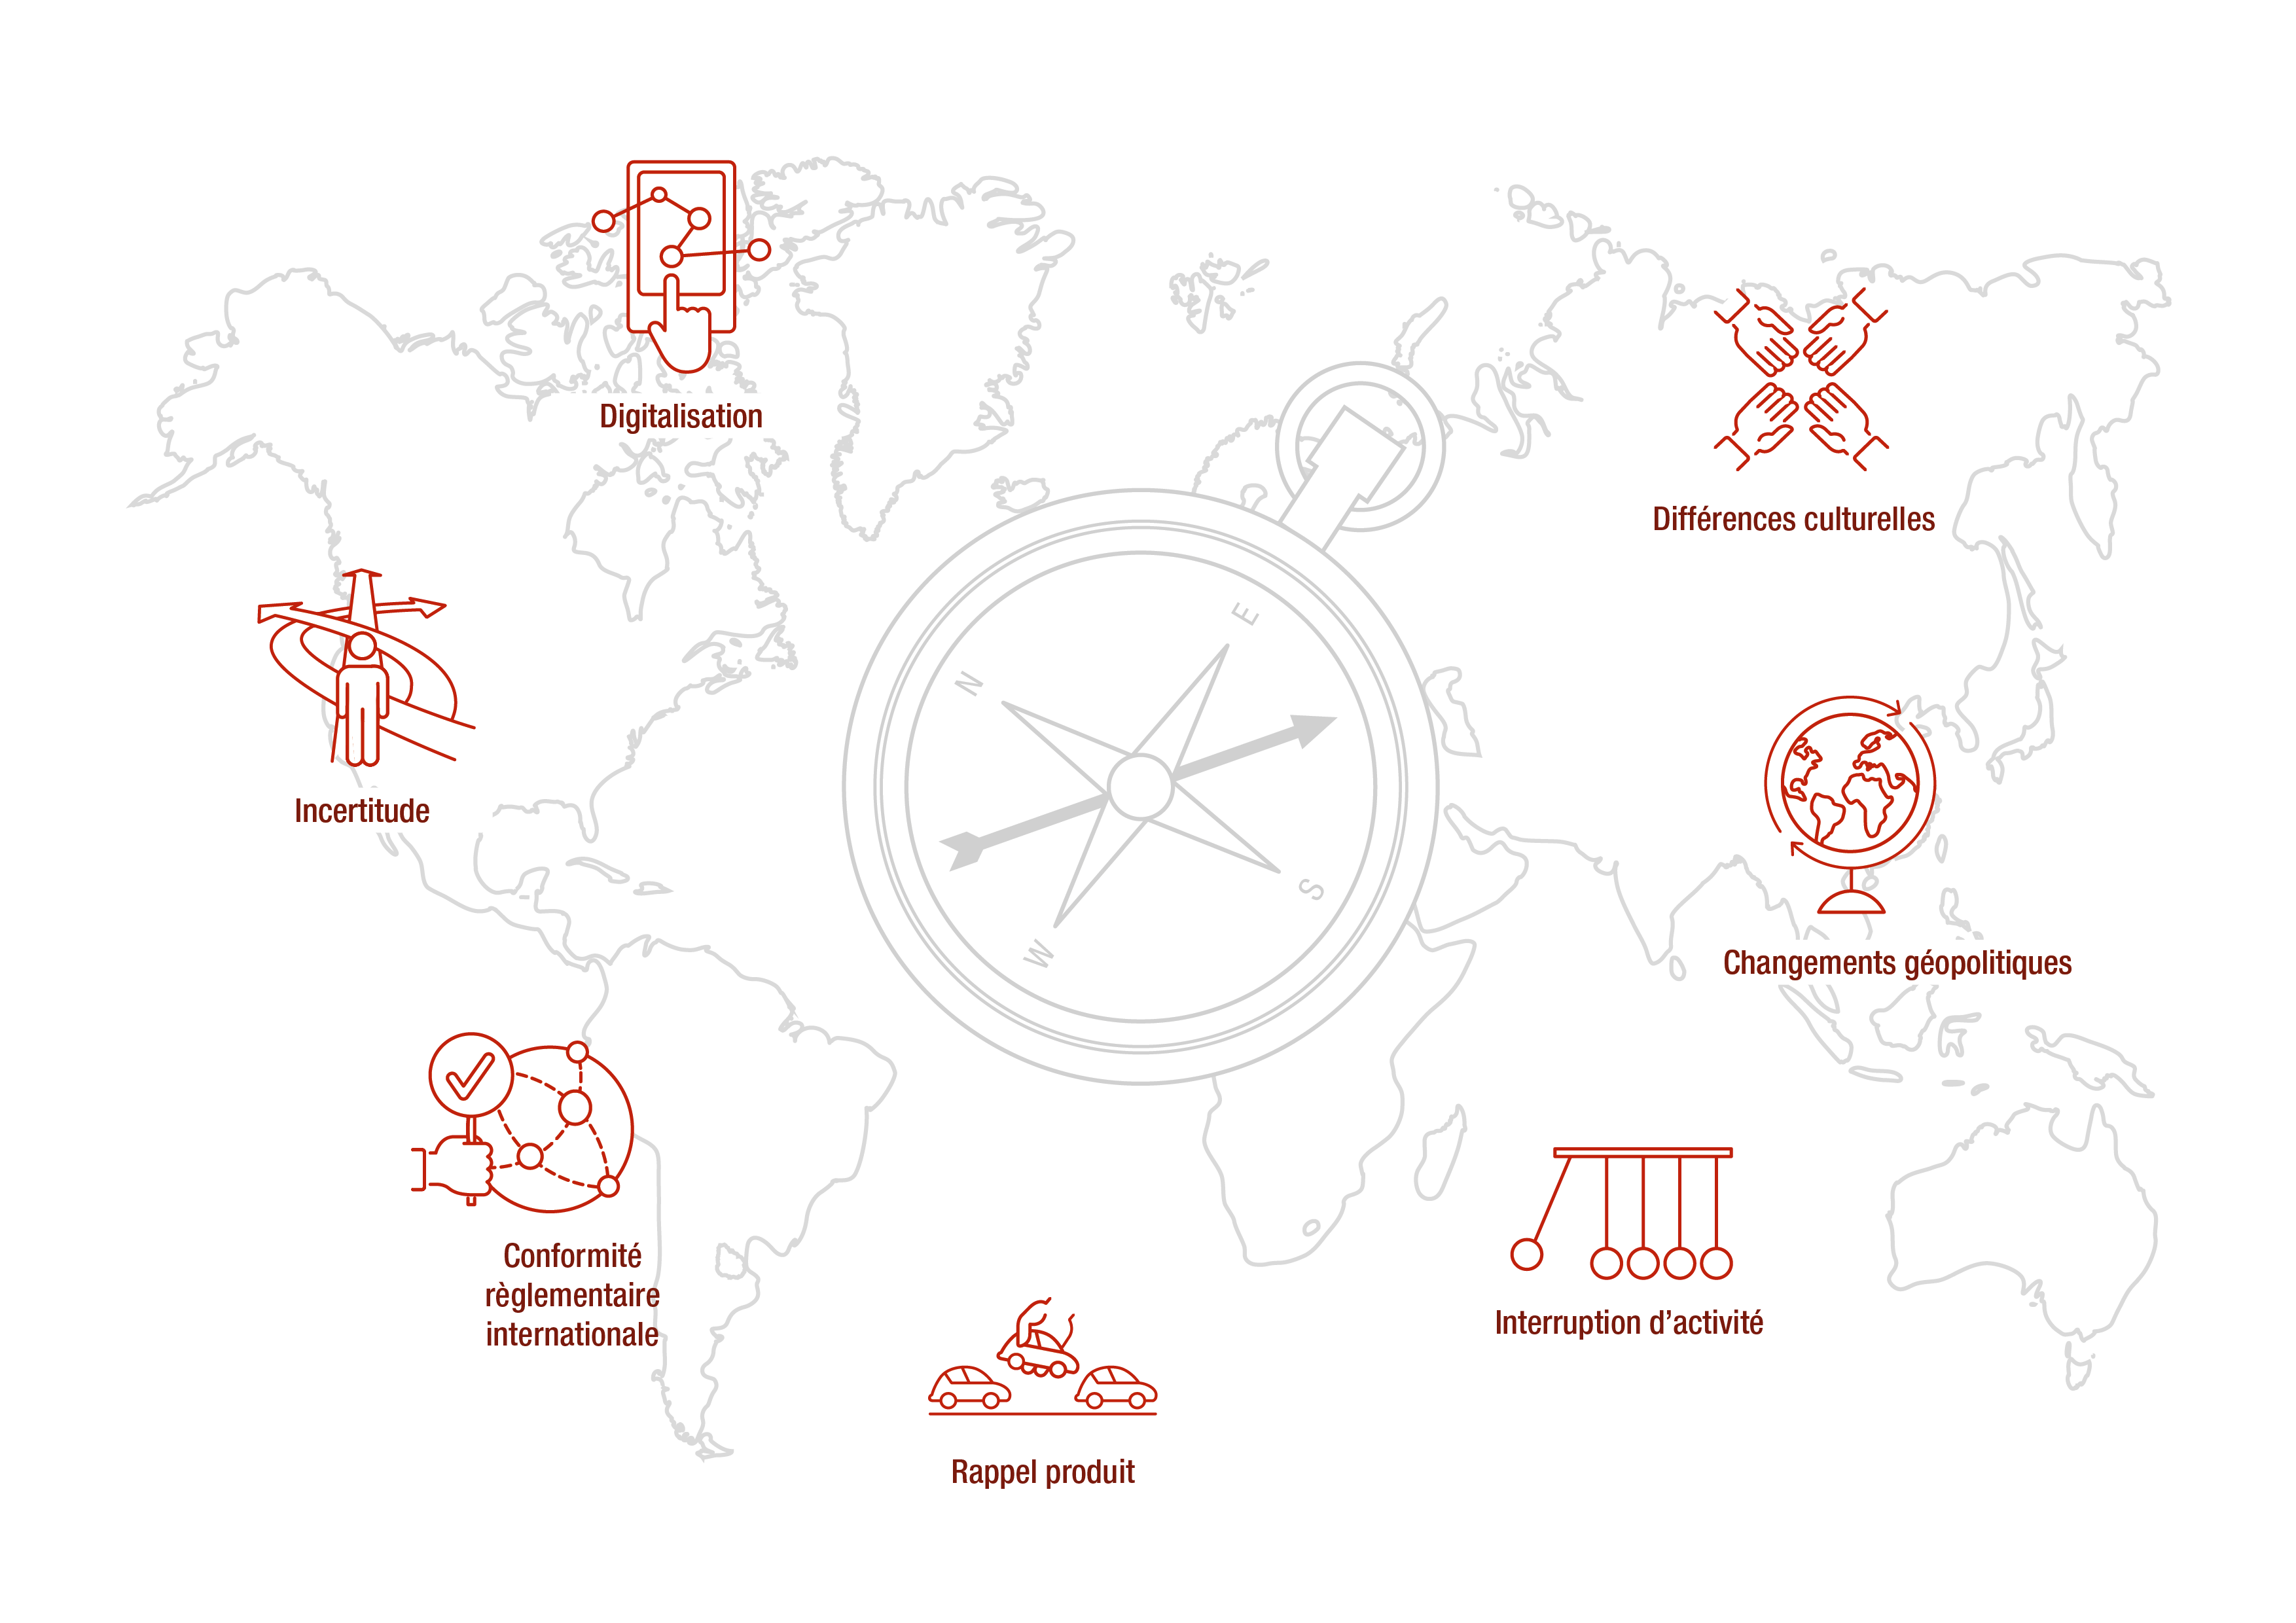 Digitalisation
Différences culturelles
E
N
Incertitude
S
W
Changements géopolitiques
Conformité
règlementaire
internationale
Interruption d’activité
Rappel produit